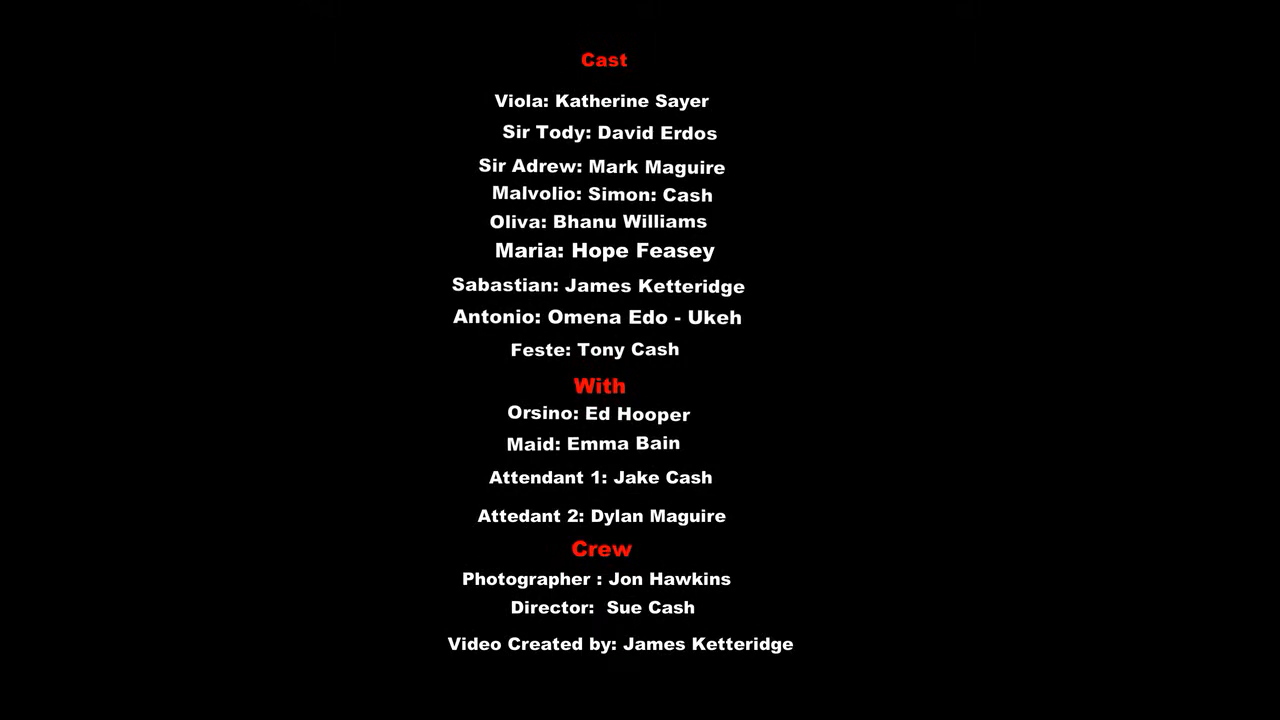 Cast
Viola: Katherine Sayer
Sir Tody: David Erdos
Sir Adrew: Mark Maguire
Malvolio: Simon: Cash
Oliva: Bhanu Williams
Maria: Hope Feasey
Sabastian: James Ketteridge
Antonio: Omena Edo - Ukeh
Feste: Tony Cash
With
Orsino: Ed Hooper
Maid: Emma Bain
Attendant 1: Jake Cash
Attedant 2: Dylan Maguire
Crew
Photographer : Jon Hawkins
Director:  Sue Cash
Video Created by: James Ketteridge